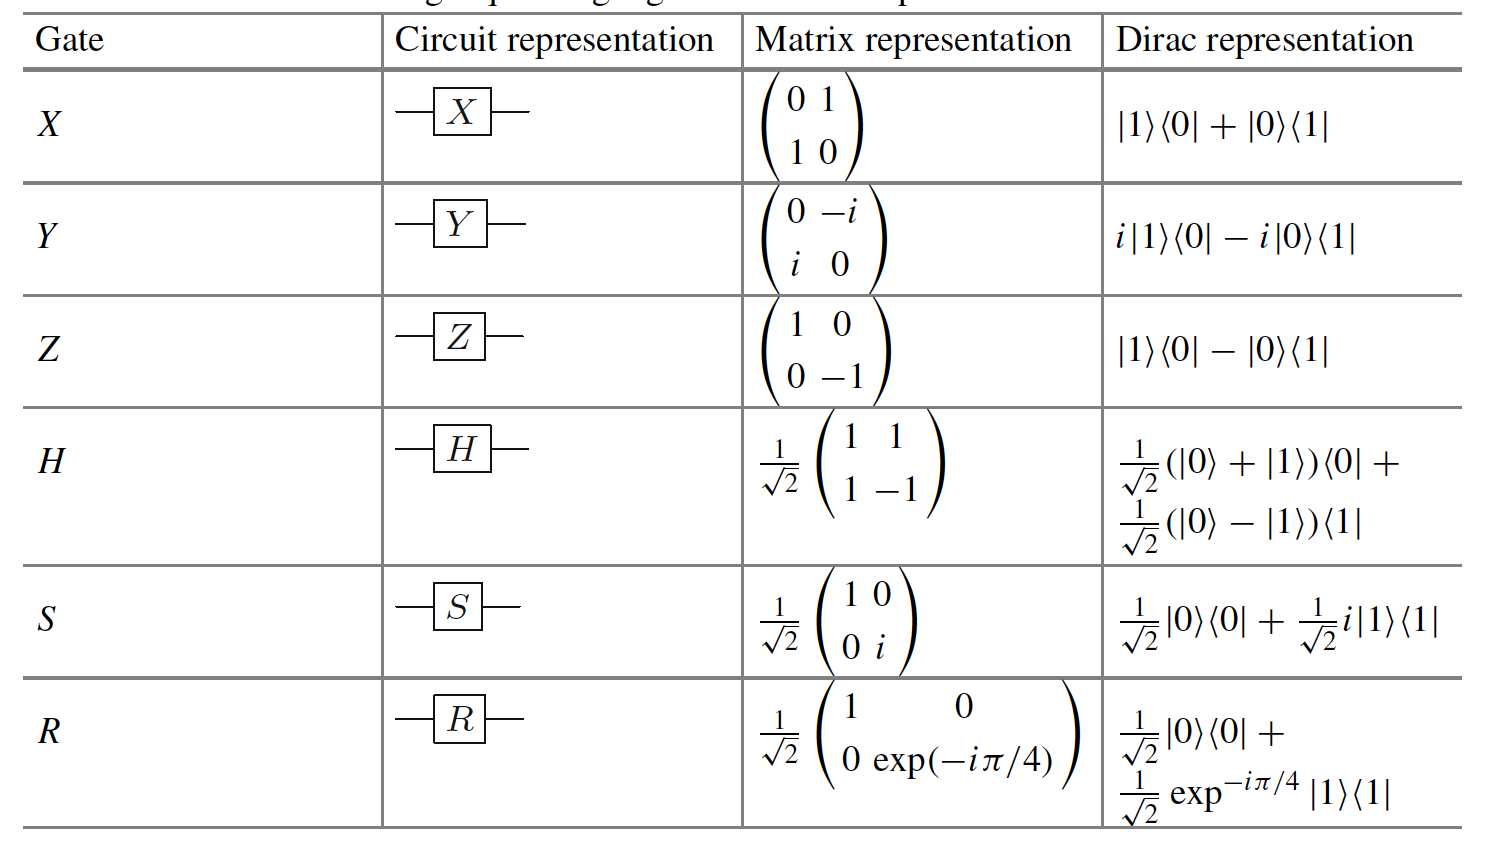 Gate Circuit representation Matrix representation Dirac representation
X X ( 0 1 ; 1 0 ) |1⟩⟨0| + |0⟩⟨1|
Y Y ( 0 −i ; i 0 ) i|1⟩⟨0| − i|0⟩⟨1|
Z Z ( 1 0 ; 0 −1 ) |1⟩⟨0| − |0⟩⟨1|
H H 1/√2 ( 1 1 ; 1 −1 ) 1/√2 (|0⟩ + |1⟩)⟨0| +
1/√2 (|0⟩ − |1⟩)⟨1|
S S 1/√2 ( 1 0 ; 0 i ) 1/√2 |0⟩⟨0| + 1/√2 i|1⟩⟨1|
R R 1/√2 ( 1 0 ; 0 exp(−iπ/4) ) 1/√2 |0⟩⟨0| +
1/√2 exp^{−iπ/4} |1⟩⟨1|